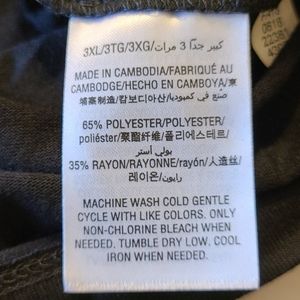 3XL/3TG/3XG/ كبير جدًا 3 مرات
MADE IN CAMBODIA/FABRIQUÉ AU
CAMBODGE/HECHO EN CAMBOYA/柬
埔寨制造/캄보디아산/صنع في كمبوديا
65% POLYESTER/POLYESTER/
poliéster/聚酯纤维/폴리에스테르/
بولي أستر
35% RAYON/RAYONNE/rayón/人造丝/
레이온/رايون
MACHINE WASH COLD GENTLE
CYCLE WITH LIKE COLORS. ONLY
NON-CHLORINE BLEACH WHEN
NEEDED. TUMBLE DRY LOW. COOL
IRON WHEN NEEDED.